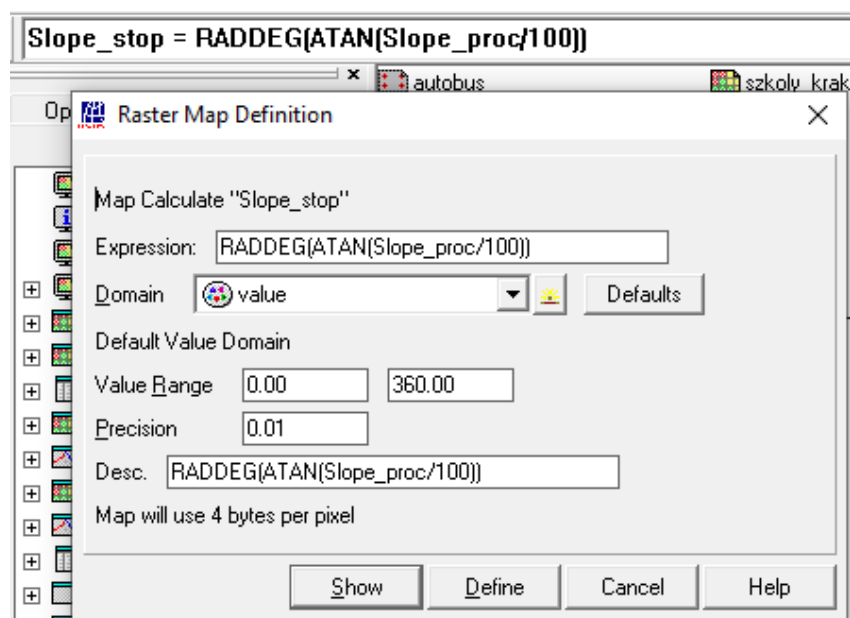 Slope_stop = RADDEG(ATAN(Slope_proc/100))
autobus szkoly_krak
Op
Raster Map Definition
Map Calculate "Slope_stop"
Expression: RADDEG(ATAN(Slope_proc/100))
Domain value Defaults
Default Value Domain
Value Range 0.00 360.00
Precision 0.01
Desc. RADDEG(ATAN(Slope_proc/100))
Map will use 4 bytes per pixel
Show Define Cancel Help